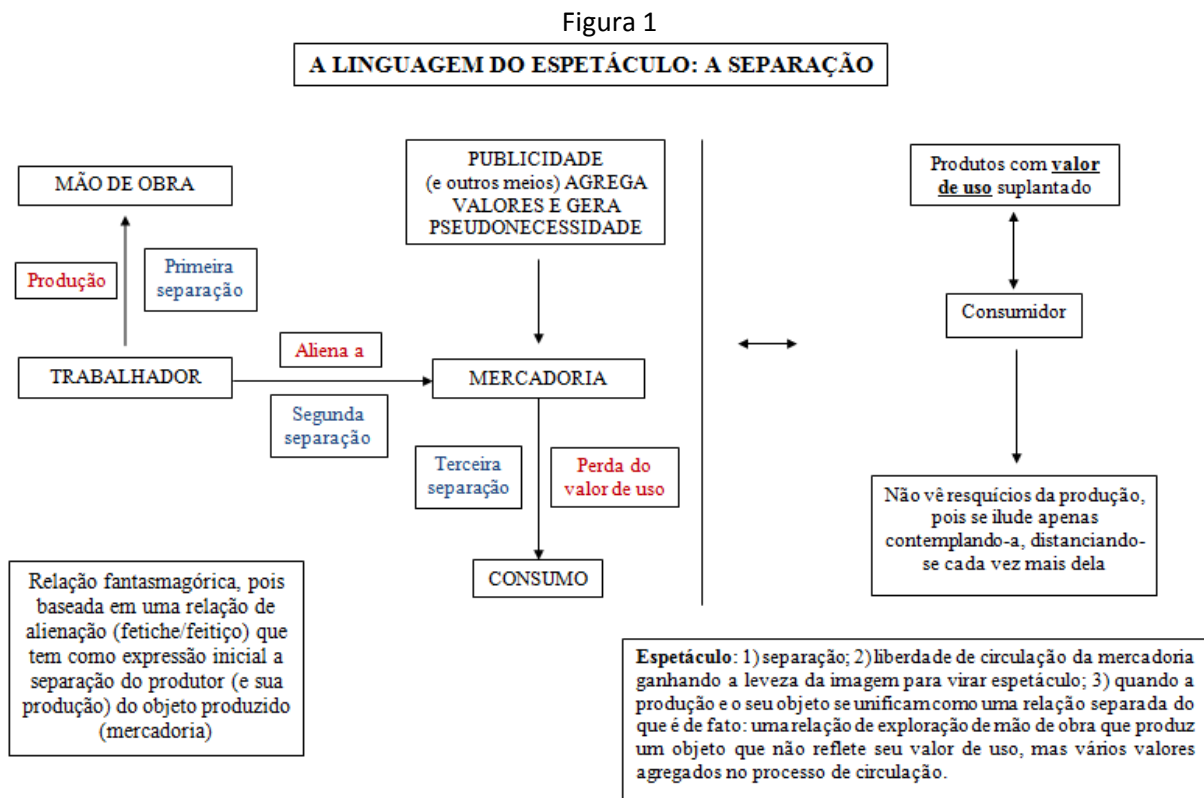 Figura 1
A LINGUAGEM DO ESPETÁCULO: A SEPARAÇÃO
MÃO DE OBRA
Produção
Primeira
separação
TRABALHADOR
Aliena a
Segunda
separação
PUBLICIDADE
(e outros meios) AGREGA
VALORES E GERA
PSEUDONECESSIDADE
MERCADORIA
Terceira
separação
Perda do
valor de uso
CONSUMO
Relação fantasmagórica, pois
baseada em uma relação de
alienação (fetiche/feitiço) que
tem como expressão inicial a
separação do produtor (e sua
produção) do objeto produzido
(mercadoria)
Produtos com valor
de uso suplantado
Consumidor
Não vê resquícios da produção,
pois se ilude apenas
contemplando-a, distanciando-
se cada vez mais dela
Espetáculo: 1) separação; 2) liberdade de circulação da mercadoria
ganhando a leveza da imagem para virar espetáculo; 3) quando a
produção e o seu objeto se unificam como uma relação separada do
que é de fato: uma relação de exploração de mão de obra que produz
um objeto que não reflete seu valor de uso, mas vários valores
agregados no processo de circulação.